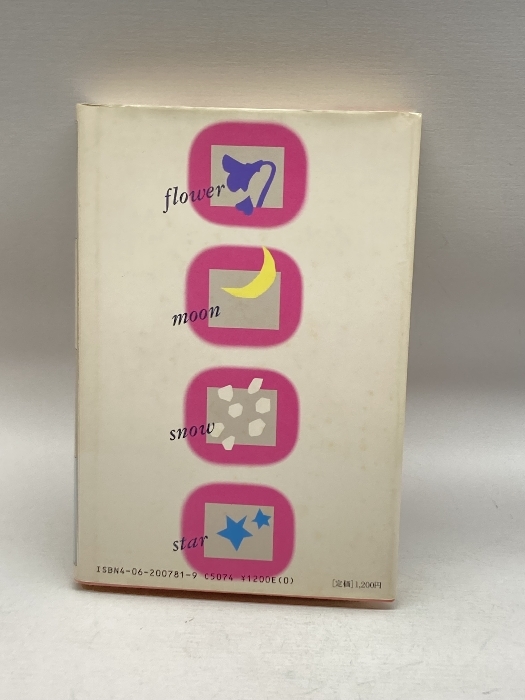 flower
moon
snow
star
ISBN4-06-200781-9 C5074 ¥1200E(0)
[定価]1,200円